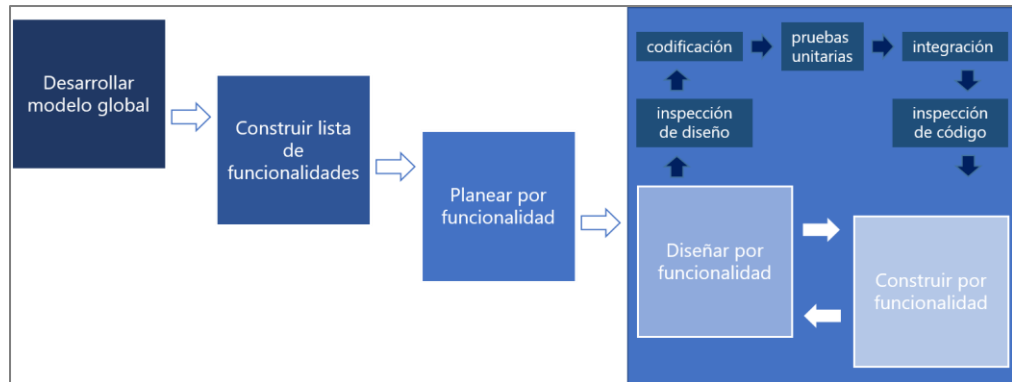 Desarrollar
modelo global
Construir lista
de
funcionalidades
Planear por
funcionalidad
codificación
pruebas
unitarias
integración
inspección
de diseño
inspección
de código
Diseñar por
funcionalidad
Construir por
funcionalidad